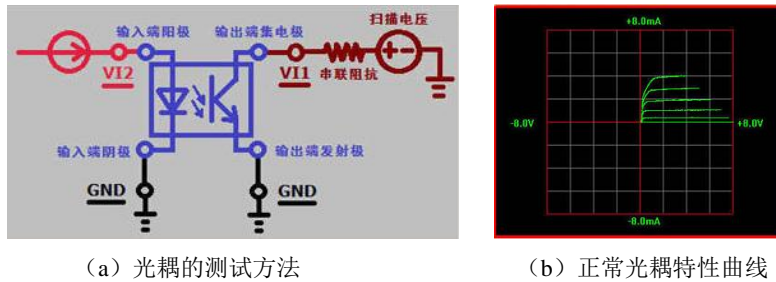 输入端阳极
输出端集电极
扫描电压
VI2
VI1
串联阻抗
输入端阴极
输出端发射极
GND
GND
+8.0mA
-8.0V
+8.0V
-8.0mA
（a）光耦的测试方法
（b）正常光耦特性曲线